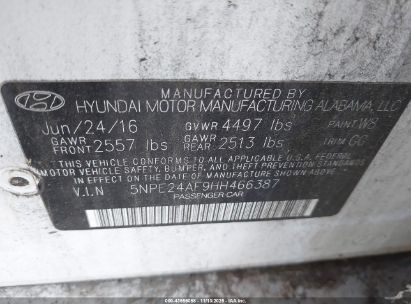 MANUFACTURED BY
HYUNDAI MOTOR MANUFACTURING ALABAMA, LLC
Jun/24/16 GVWR 4497 lbs PAINT W8
GAWR FRONT 2557 lbs GAWR REAR 2513 lbs TRIM GG
THIS VEHICLE CONFORMS TO ALL APPLICABLE U.S.A. FEDERAL
MOTOR VEHICLE SAFETY, BUMPER, AND THEFT PREVENTION STANDARDS
IN EFFECT ON THE DATE OF MANUFACTURE SHOWN ABOVE.
V.I.N 5NPE24AF9HH466387
PASSENGER CAR